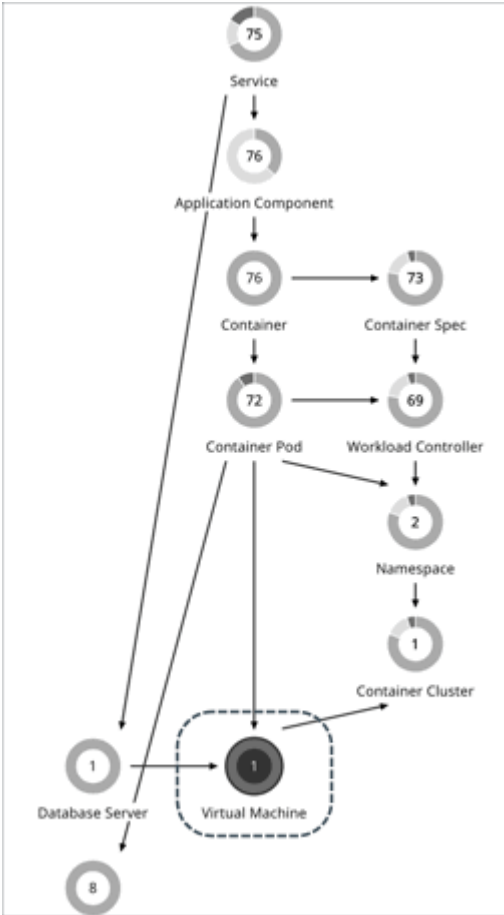 75
Service
76
Application Component
76
Container
73
Container Spec
72
Container Pod
69
Workload Controller
2
Namespace
1
Container Cluster
1
Database Server
1
Virtual Machine
8